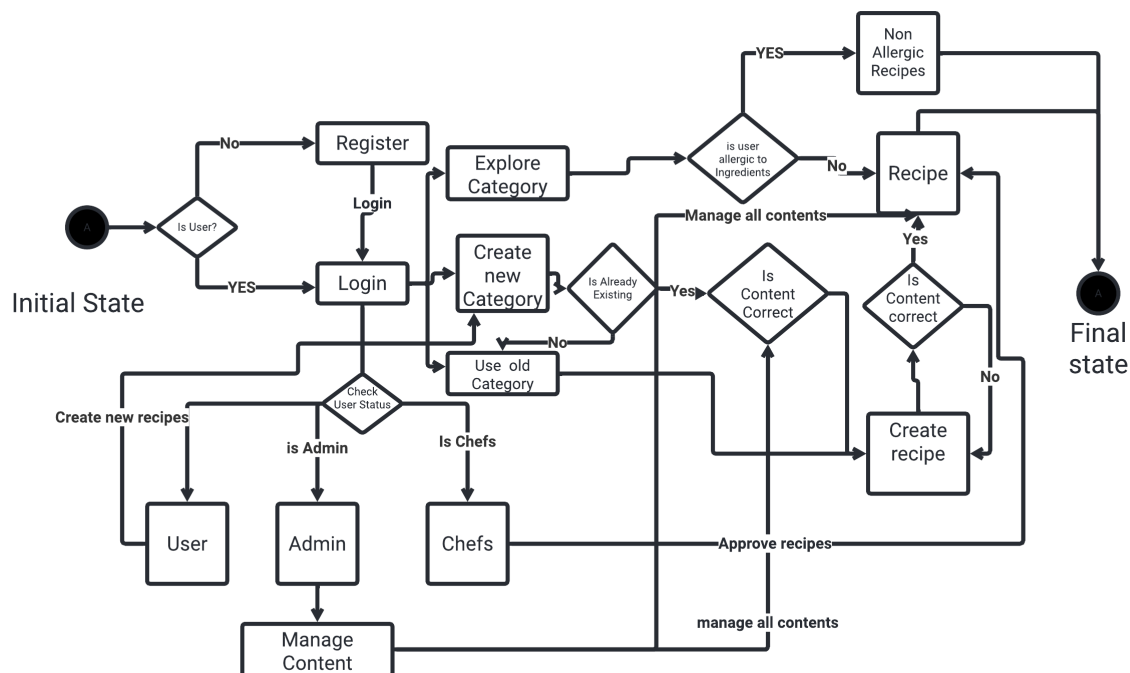 Non
Allergic
Recipes
YES
No
Register
is user
allergic to
Ingredients
Explore
Category
No
Recipe
Login
Manage all contents
A
Is User?
Create
new
Category
Yes
YES
Login
Is Already
Existing
Yes
Is
Content
Correct
Is
Content
correct
A
Initial State
Final
state
No
Use old
Category
No
Check
User Status
Create new recipes
is Admin
Is Chefs
Create
recipe
User
Admin
Chefs
Approve recipes
manage all contents
Manage
Content